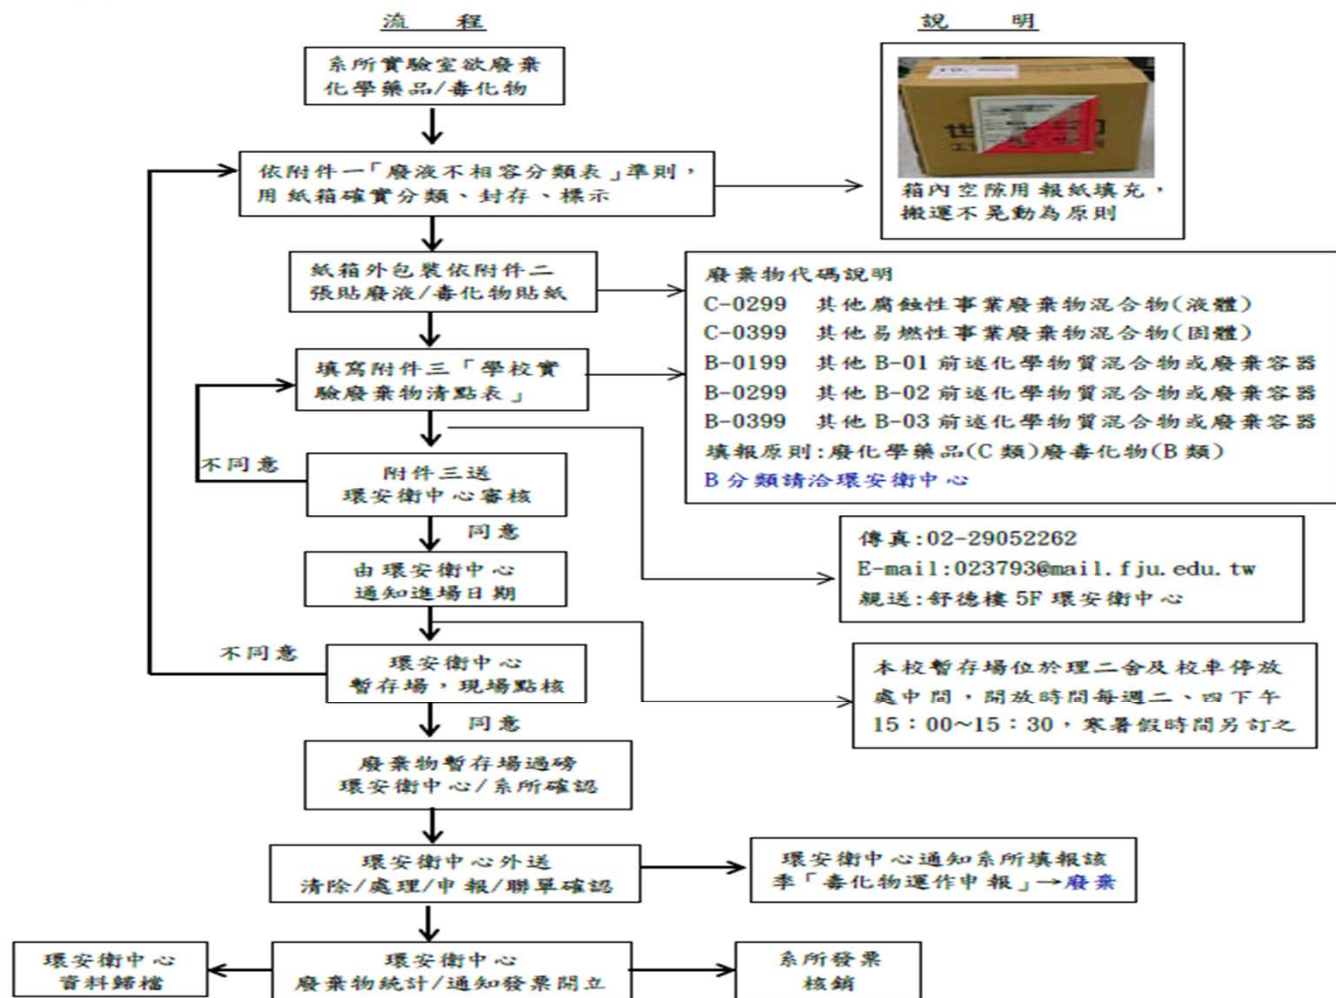 流 程
說 明
系所實驗室欲廢棄
化學藥品/毒化物
依附件一「廢液不相容分類表」準則，
用紙箱確實分類、封存、標示
箱內空隙用報紙填充，
搬運不晃動為原則
紙箱外包裝依附件二
張貼廢液/毒化物貼紙
廢棄物代碼說明
C-0299 其他腐蝕性事業廢棄物混合物(液體)
C-0399 其他易燃性事業廢棄物混合物(固體)
B-0199 其他 B-01 前述化學物質混合物或廢棄容器
B-0299 其他 B-02 前述化學物質混合物或廢棄容器
B-0399 其他 B-03 前述化學物質混合物或廢棄容器
填報原則:廢化學藥品(C 類)廢毒化物(B 類)
B 分類請洽環安衛中心
填寫附件三「學校實
驗廢棄物清點表」
不同意
附件三送
環安衛中心審核
同意
傳真:02-29052262
E-mail:023793@mail.fju.edu.tw
親送:舒德樓 5F 環安衛中心
由環安衛中心
通知進場日期
不同意
環安衛中心
暫存場，現場點核
本校暫存場位於理二舍及校車停放
處中間，開放時間每週二、四下午
15：00~15：30，寒暑假時間另訂之
同意
廢棄物暫存場過磅
環安衛中心/系所確認
環安衛中心外送
清除/處理/申報/聯單確認
環安衛中心通知系所填報該
季「毒化物運作申報」→廢棄
環安衛中心
資料歸檔
環安衛中心
廢棄物統計/通知發票開立
系所發票
核銷